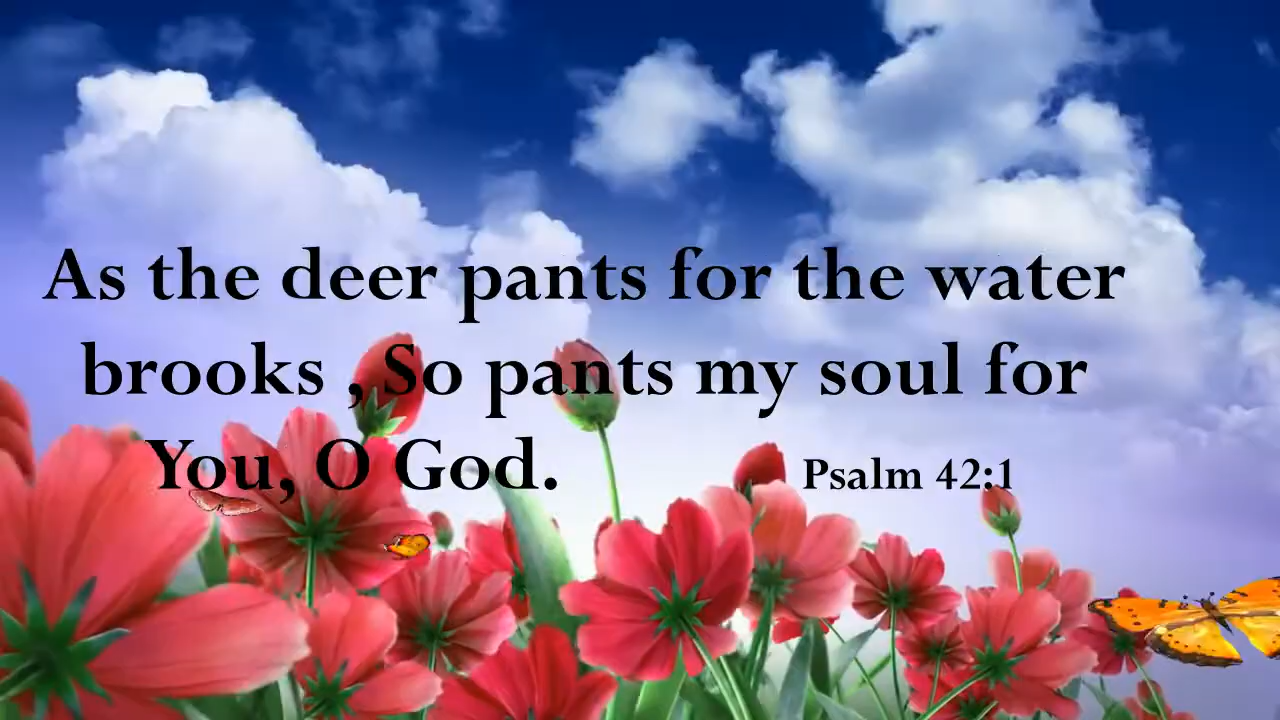 As the deer pants for the water
brooks , So pants my soul for
You, O God. Psalm 42:1